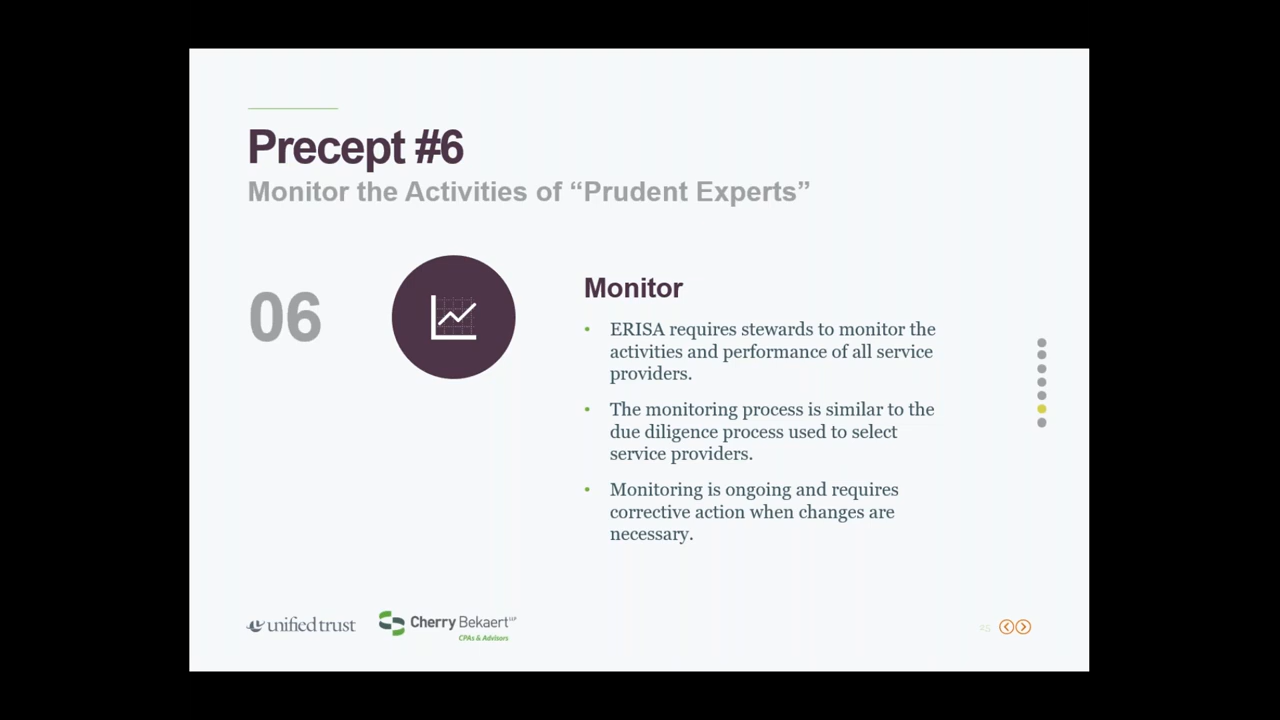 Precept #6
Monitor the Activities of “Prudent Experts”
06
Monitor
• ERISA requires stewards to monitor the
activities and performance of all service
providers.
• The monitoring process is similar to the
due diligence process used to select
service providers.
• Monitoring is ongoing and requires
corrective action when changes are
necessary.
unified trust
Cherry Bekaert LLP
CPAs & Advisors
25